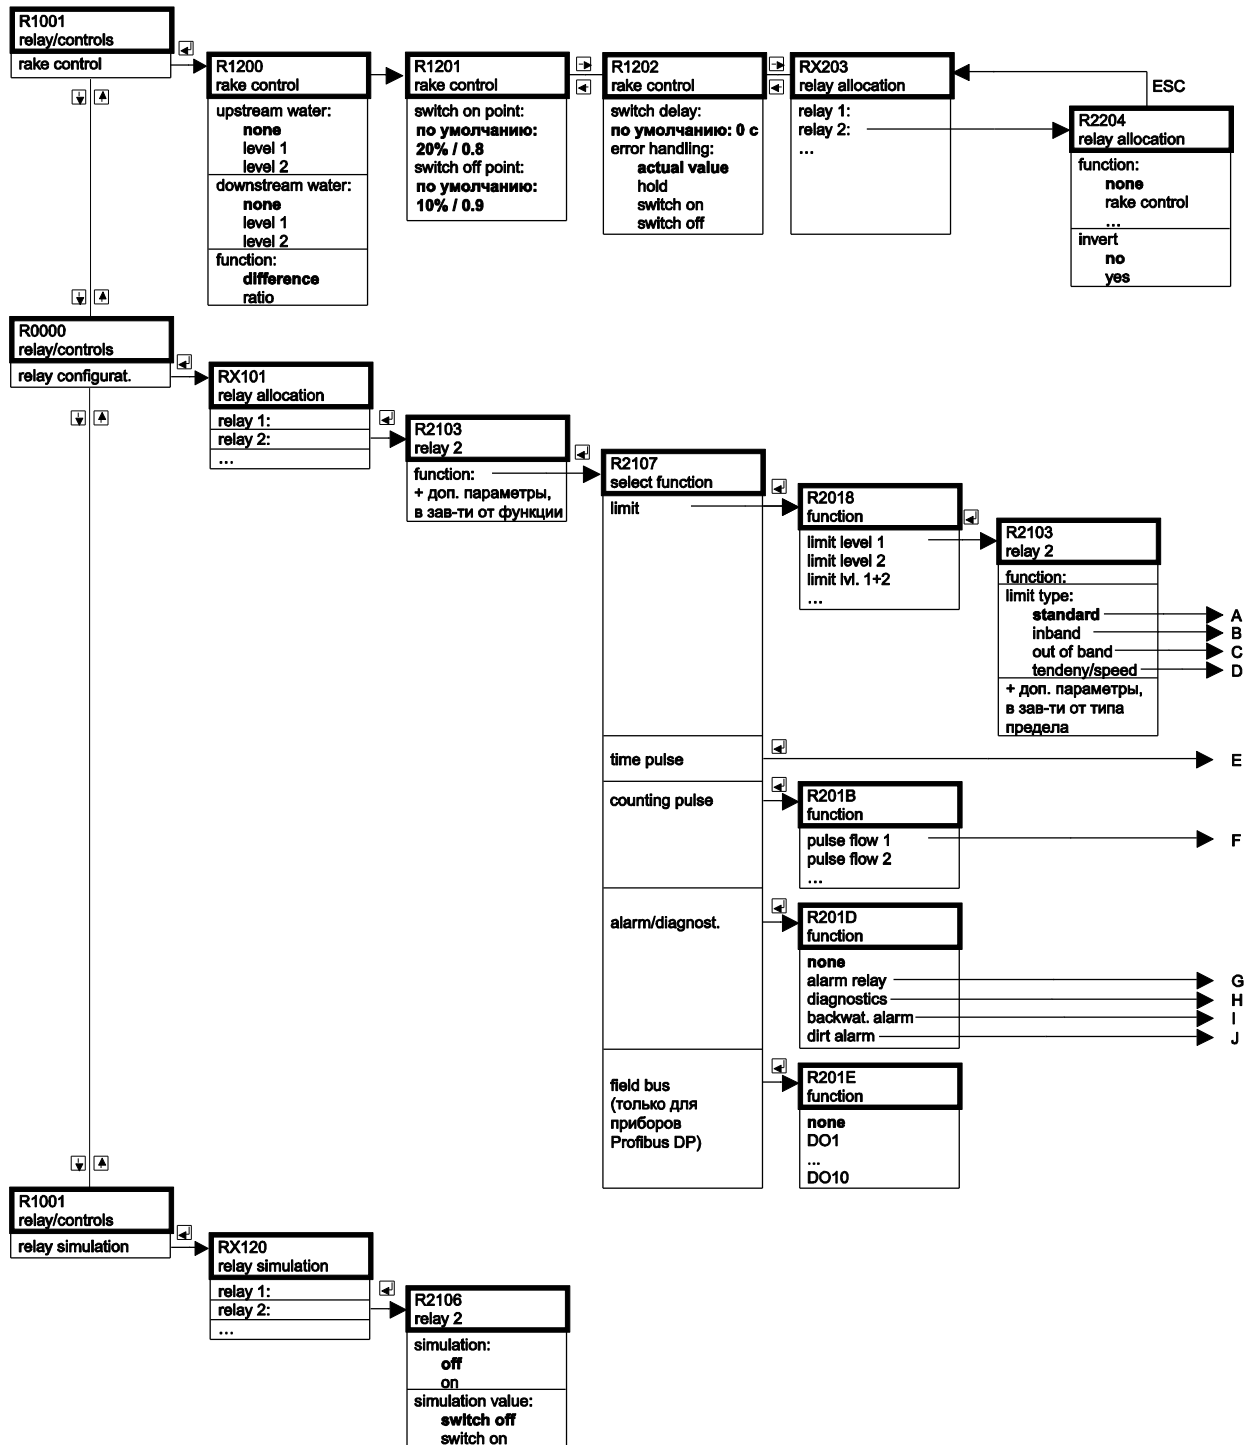 R1001
relay/controls
rake control
R1200
rake control
upstream water:
none
level 1
level 2
downstream water:
none
level 1
level 2
function:
difference
ratio
R1201
rake control
switch on point:
по умолчанию:
20% / 0.8
switch off point:
по умолчанию:
10% / 0.9
R1202
rake control
switch delay:
по умолчанию: 0 с
error handling:
actual value
hold
switch on
switch off
RX203
relay allocation
relay 1:
relay 2:
...
ESC
R2204
relay allocation
function:
none
rake control
...
invert
no
yes
R0000
relay/controls
relay configurat.
RX101
relay allocation
relay 1:
relay 2:
...
R2103
relay 2
function:
+ доп. параметры,
в зав-ти от функции
R2107
select function
limit
time pulse
counting pulse
alarm/diagnost.
field bus
(только для
приборов
Profibus DP)
R2018
function
limit level 1
limit level 2
limit lvl. 1+2
...
R2103
relay 2
function:
limit type:
standard
inband
out of band
tendeny/speed
+ доп. параметры,
в зав-ти от типа
предела
A
B
C
D
E
R201B
function
pulse flow 1
pulse flow 2
...
F
R201D
function
none
alarm relay
diagnostics
backwat. alarm
dirt alarm
G
H
I
J
R201E
function
none
DO1
...
DO10
R1001
relay/controls
relay simulation
RX120
relay simulation
relay 1:
relay 2:
...
R2106
relay 2
simulation:
off
on
simulation value:
switch off
switch on